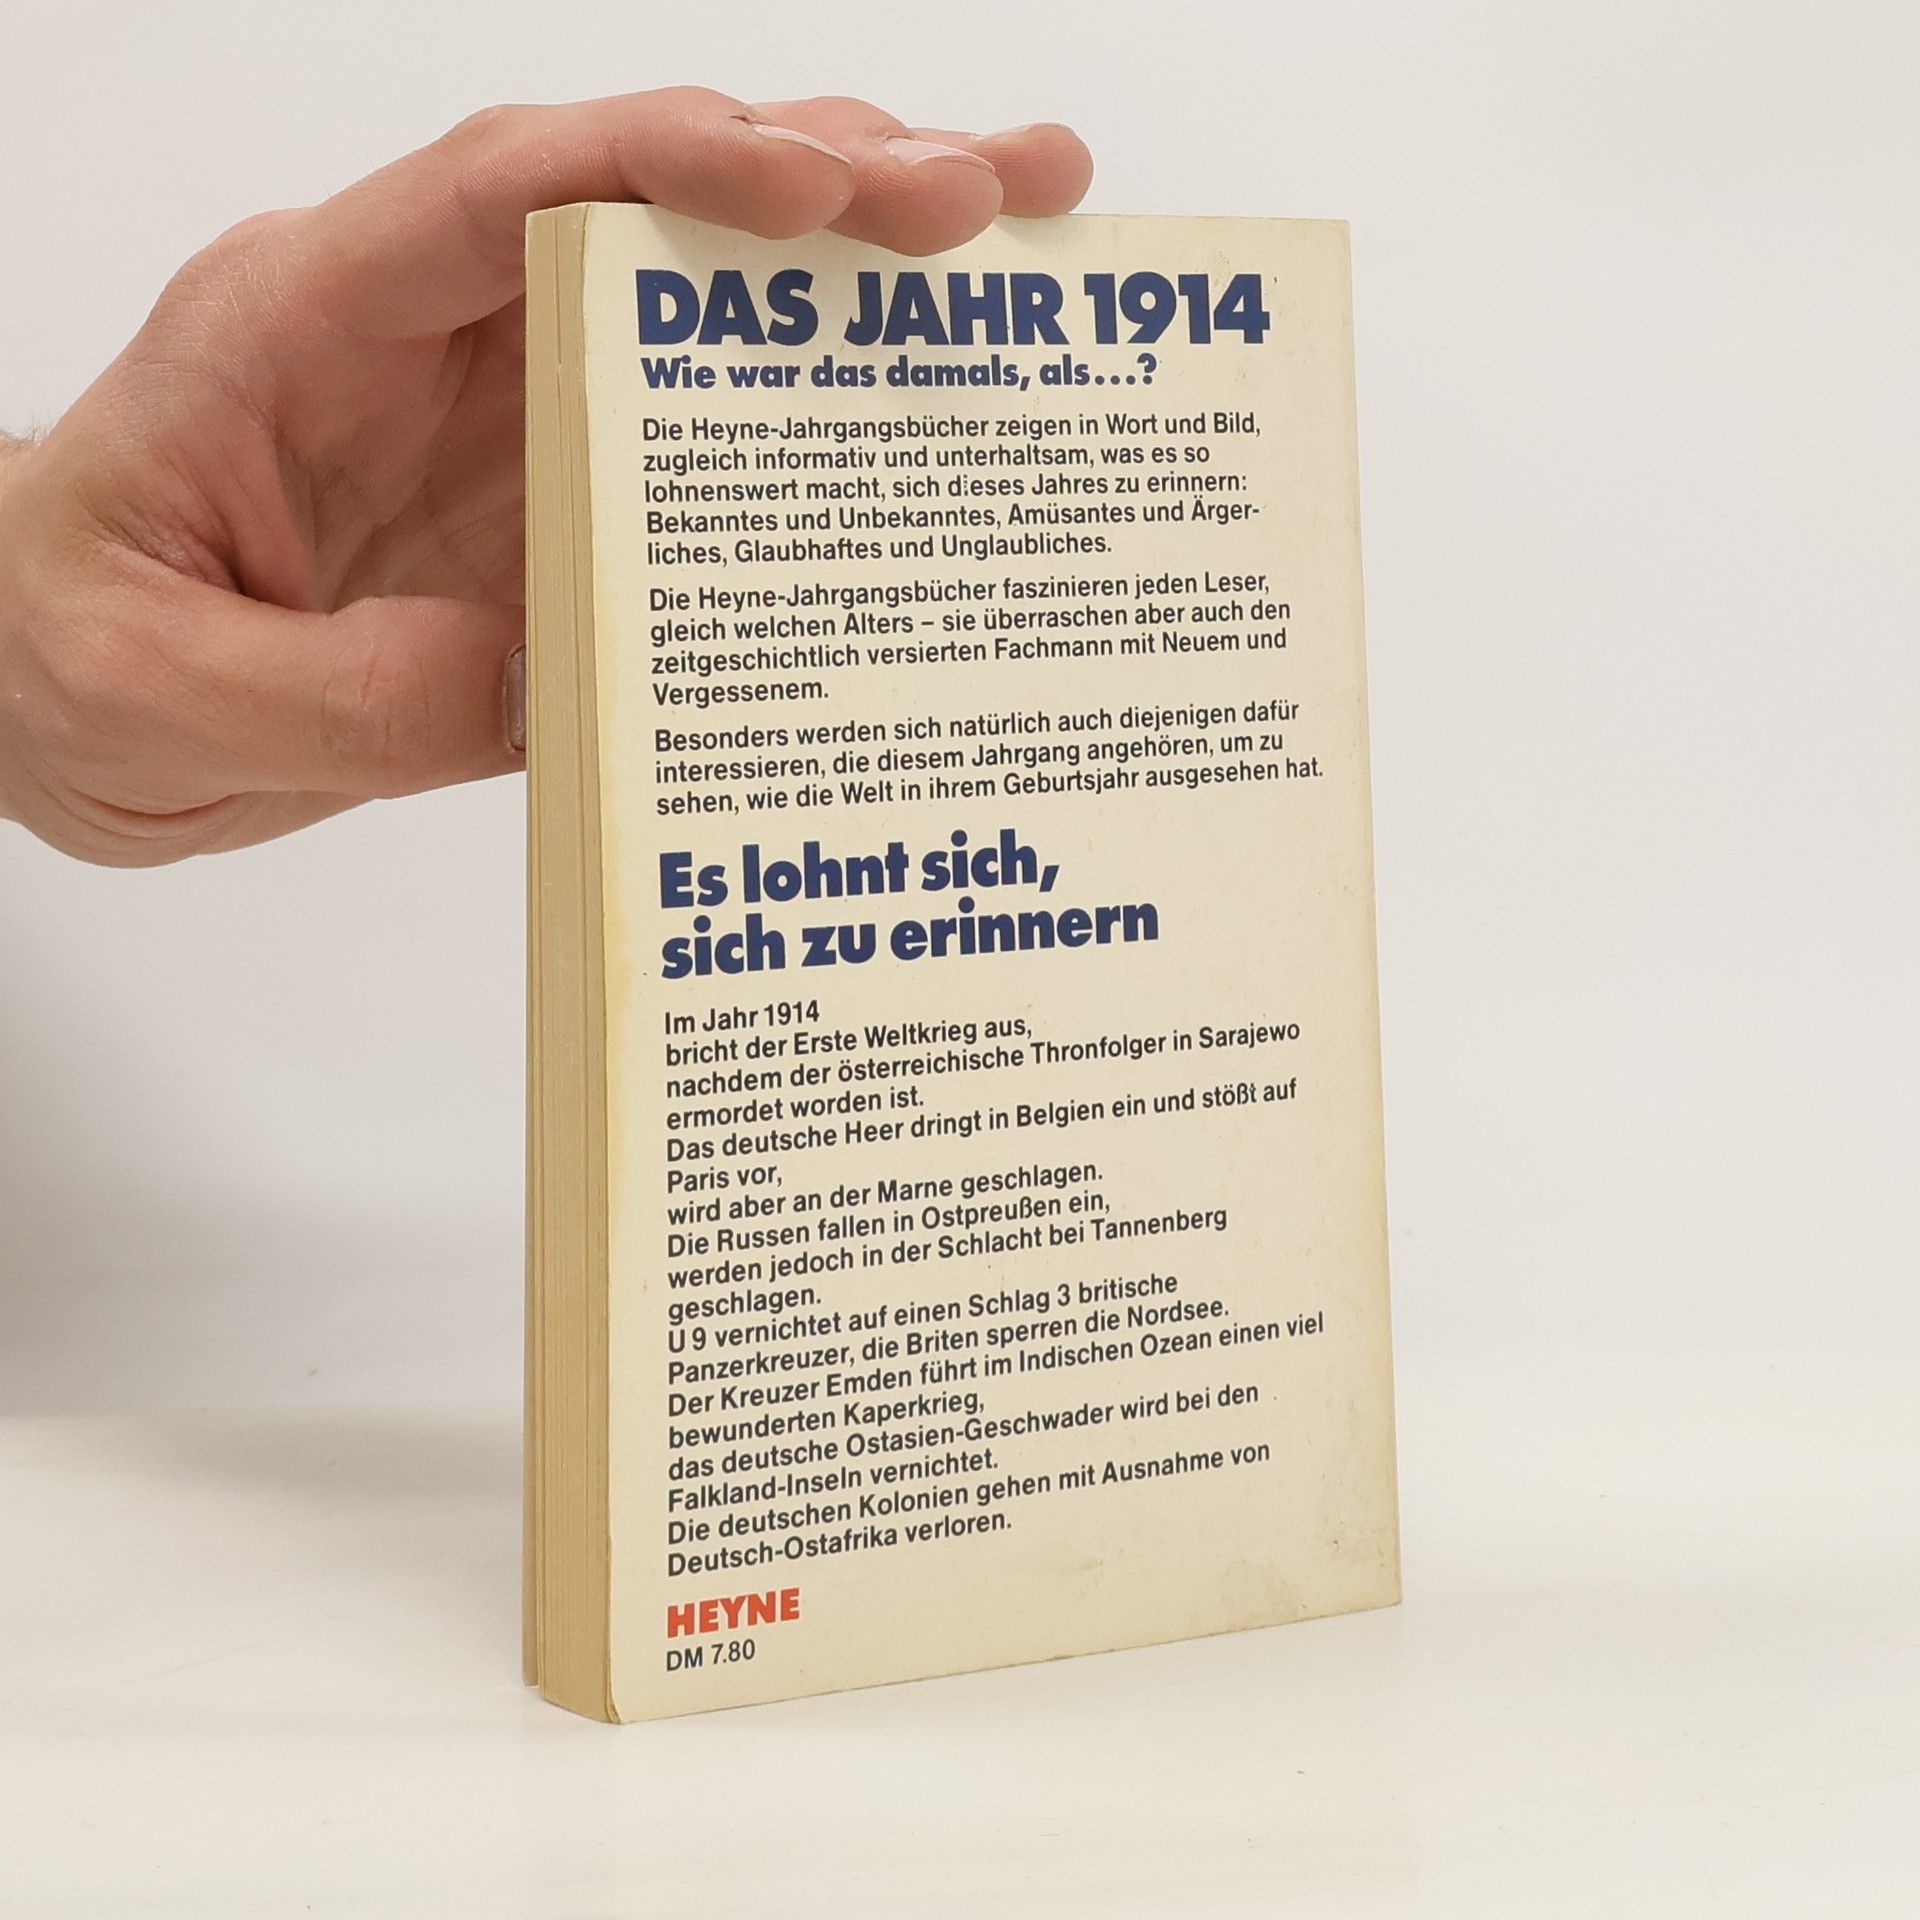 DAS JAHR 1914
Wie war das damals, als...?
Die Heyne-Jahrgangsbücher zeigen in Wort und Bild,
zugleich informativ und unterhaltsam, was es so
lohnenswert macht, sich dieses Jahres zu erinnern:
Bekanntes und Unbekanntes, Amüsantes und Ärger-
liches, Glaubhaftes und Unglaubliches.
Die Heyne-Jahrgangsbücher faszinieren jeden Leser,
gleich welchen Alters – sie überraschen aber auch den
zeitgeschichtlich versierten Fachmann mit Neuem und
Vergessenem.
Besonders werden sich natürlich auch diejenigen dafür
interessieren, die diesem Jahrgang angehören, um zu
sehen, wie die Welt in ihrem Geburtsjahr ausgesehen hat.
Es lohnt sich,
sich zu erinnern
Im Jahr 1914
bricht der Erste Weltkrieg aus,
nachdem der österreichische Thronfolger in Sarajewo
ermordet worden ist.
Das deutsche Heer dringt in Belgien ein und stößt auf
Paris vor,
wird aber an der Marne geschlagen.
Die Russen fallen in Ostpreußen ein,
werden jedoch in der Schlacht bei Tannenberg
geschlagen.
U 9 vernichtet auf einen Schlag 3 britische
Panzerkreuzer, die Briten sperren die Nordsee.
Der Kreuzer Emden führt im Indischen Ozean einen viel
bewunderten Kaperkrieg,
das deutsche Ostasien-Geschwader wird bei den
Falkland-Inseln vernichtet.
Die deutschen Kolonien gehen mit Ausnahme von
Deutsch-Ostafrika verloren.
HEYNE
DM 7.80